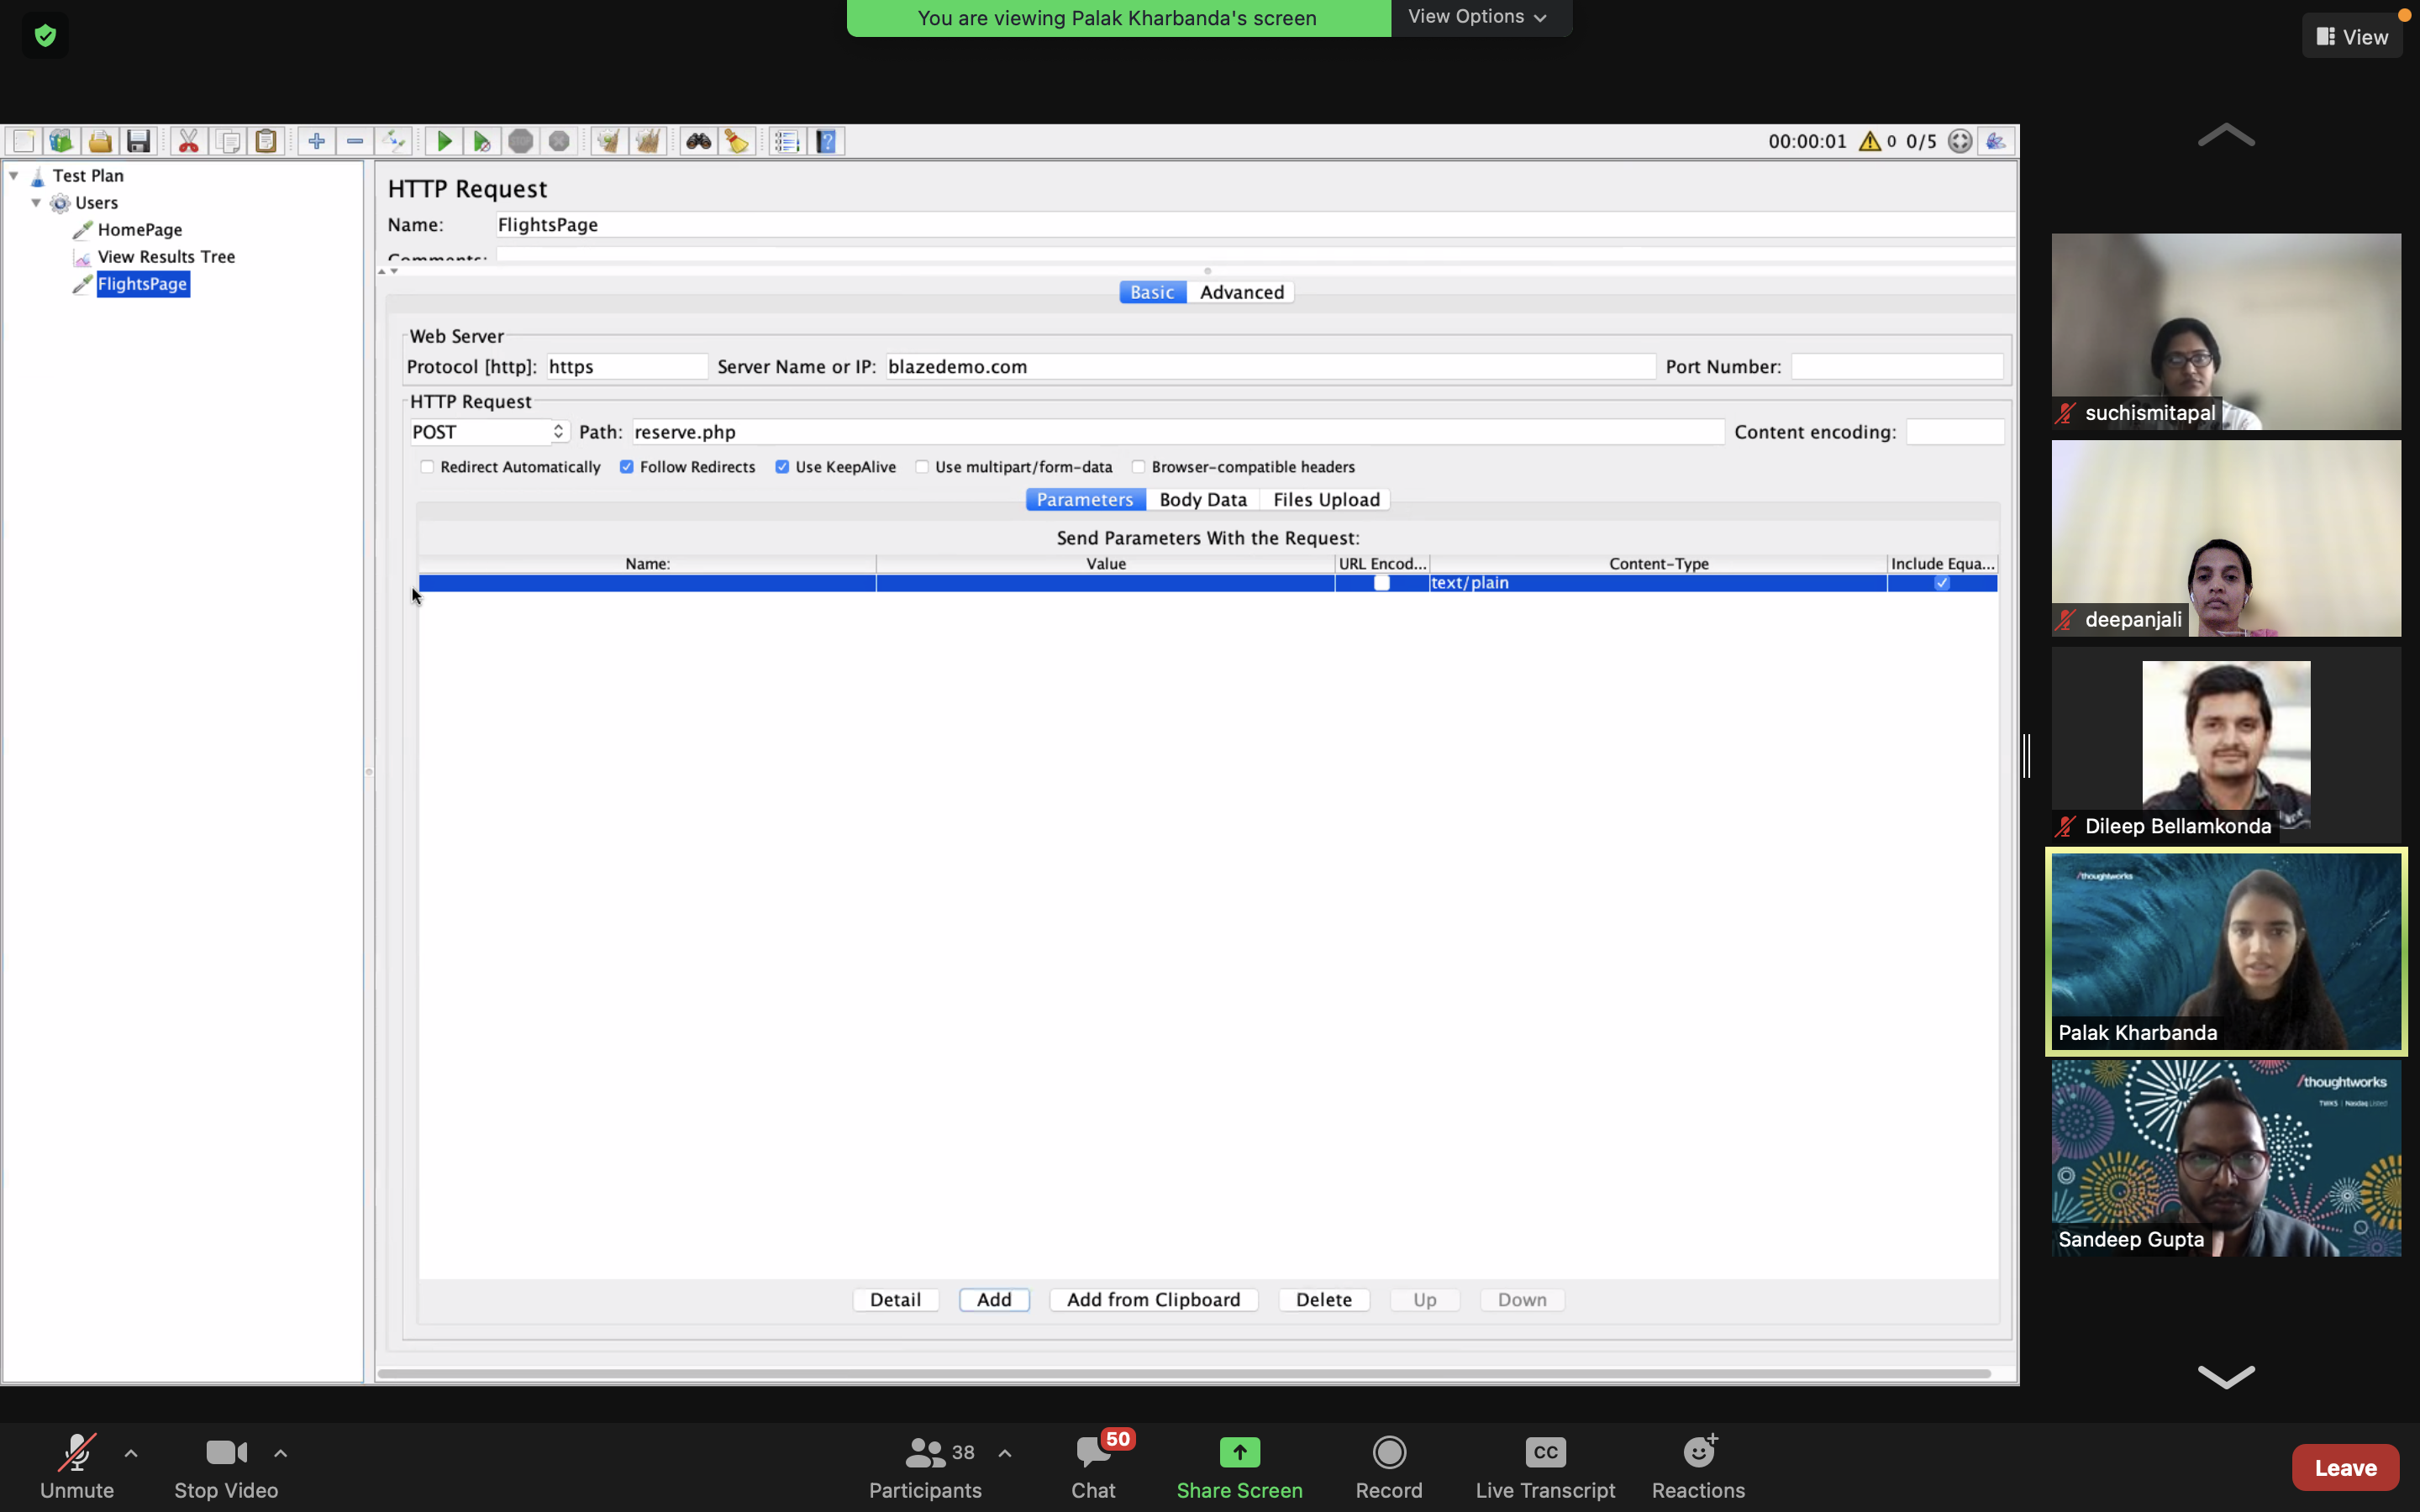 You are viewing Palak Kharbanda's screen
View Options
View
00:00:01 0 0/5
Test Plan
Users
HomePage
View Results Tree
FlightsPage
HTTP Request
Name: FlightsPage
Comments:
Basic Advanced
Web Server
Protocol [http]: https Server Name or IP: blazedemo.com Port Number:
HTTP Request
POST Path: reserve.php Content encoding:
Redirect Automatically Follow Redirects Use KeepAlive Use multipart/form-data Browser-compatible headers
Parameters Body Data Files Upload
Send Parameters With the Request:
Name: Value URL Encod... Content-Type Include Equa...
text/plain
Detail Add Add from Clipboard Delete Up Down
suchismitapal
deepanjali
Dileep Bellamkonda
/thoughtworks
Palak Kharbanda
/thoughtworks
TWKS | Nasdaq Listed
Sandeep Gupta
Unmute
Stop Video
38
Participants
50
Chat
Share Screen
Record
CC
Live Transcript
Reactions
Leave